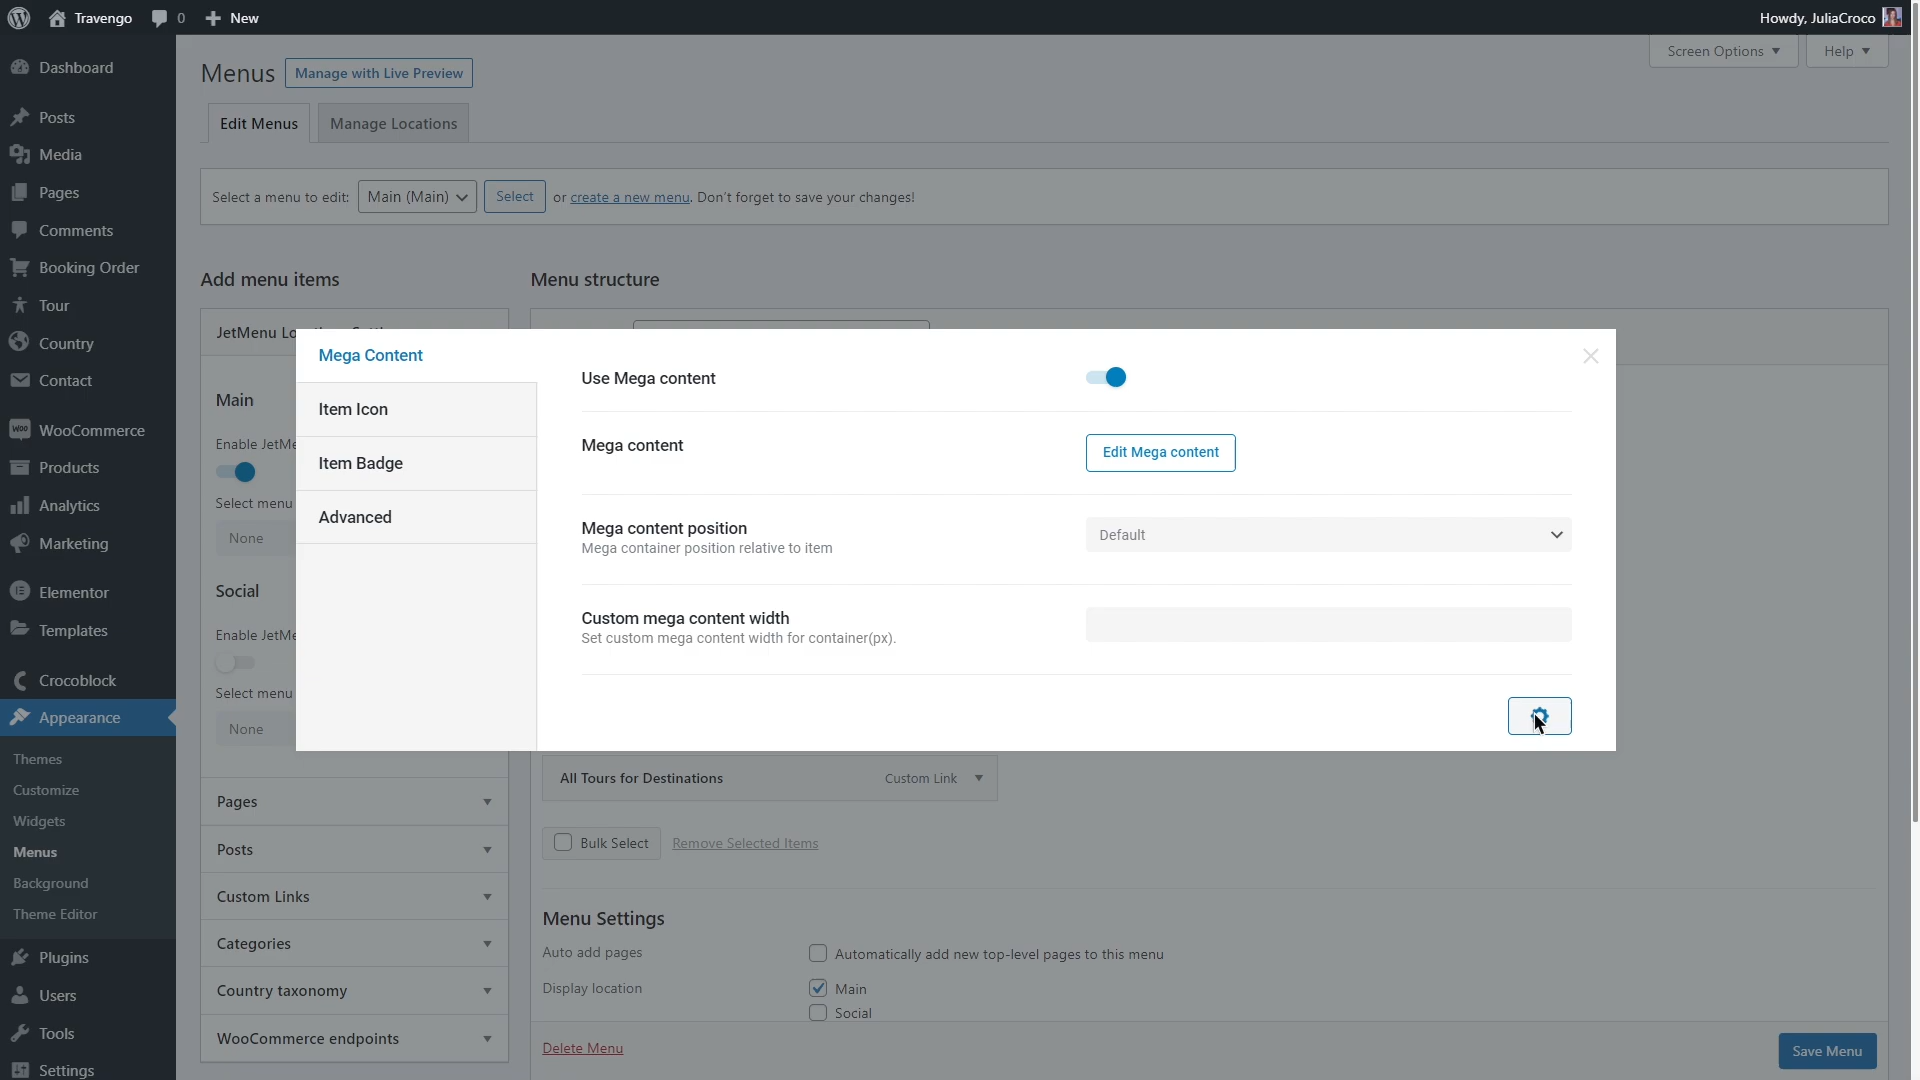 Travengo
0
New
Howdy, JuliaCroco
Dashboard
Posts
Media
Pages
Comments
Booking Order
Tour
Country
Contact
WooCommerce
Products
Analytics
Marketing
Elementor
Templates
Crocoblock
Appearance
Themes
Customize
Widgets
Menus
Background
Theme Editor
Plugins
Users
Tools
Settings
Screen Options
Help
Menus
Manage with Live Preview
Edit Menus
Manage Locations
Select a menu to edit: Main (Main) Select or create a new menu. Don't forget to save your changes!
Add menu items
Menu structure
JetMenu
Main
Enable
Select menu
None
Social
Enable
Select menu
None
Pages
Posts
Custom Links
Categories
Country taxonomy
WooCommerce endpoints
Mega Content
Item Icon
Item Badge
Advanced
Use Mega content
Mega content
Edit Mega content
Mega content position
Mega container position relative to item
Default
Custom mega content width
Set custom mega content width for container(px).
All Tours for Destinations
Custom Link
Bulk Select
Remove Selected Items
Menu Settings
Auto add pages
Automatically add new top-level pages to this menu
Display location
Main
Social
Delete Menu
Save Menu